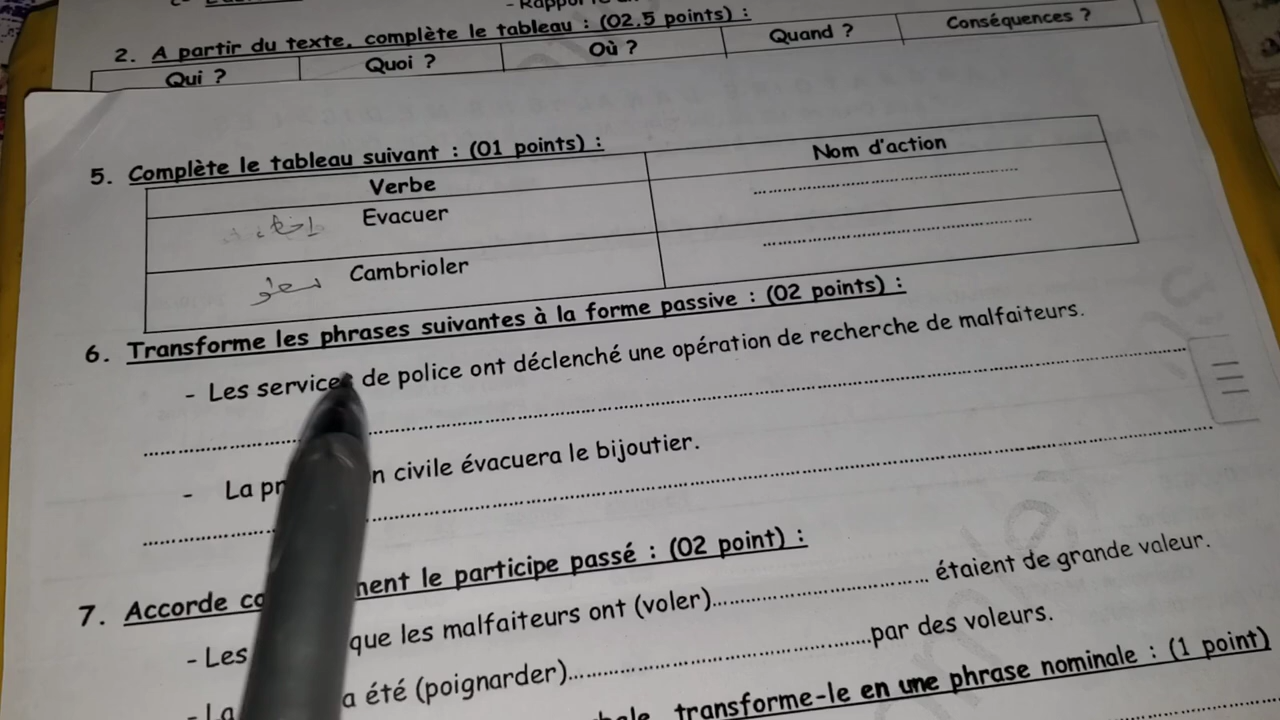 - Rapport
2. A partir du texte, complète le tableau : (02,5 points) :
Qui ? Quoi ? Où ? Quand ? Conséquences ?
5. Complète le tableau suivant : (01 points) :
Verbe Nom d'action
Evacuer ........................................
Cambrioler ........................................
6. Transforme les phrases suivantes à la forme passive : (02 points) :
- Les services de police ont déclenché une opération de recherche de malfaiteurs.
- La civile évacuera le bijoutier.
7. Accorde le participe passé : (02 point) :
- Les que les malfaiteurs ont (voler)................................ étaient de grande valeur.
- La a été (poignarder)................................par des voleurs.
transforme-le en une phrase nominale : (1 point)